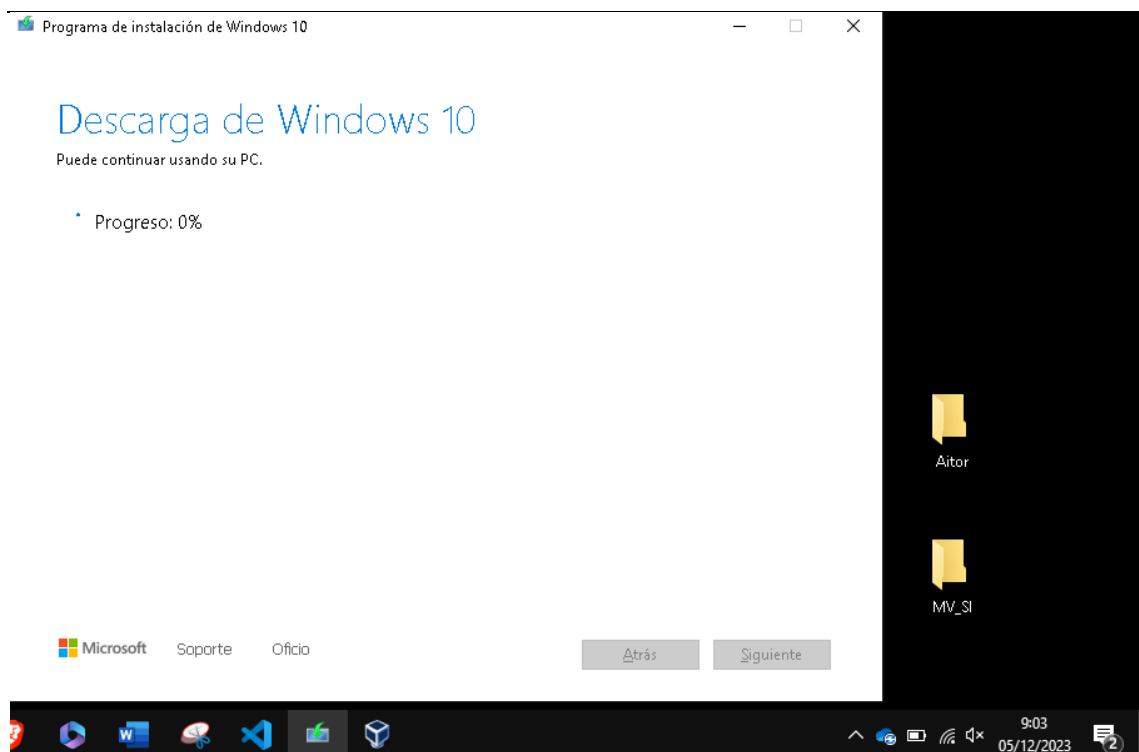 Programa de instalación de Windows 10
Descarga de Windows 10
Puede continuar usando su PC.
Progreso: 0%
Aitor
MV_SI
Microsoft Soporte Oficio
Atrás Siguiente
W
9:03
05/12/2023
2